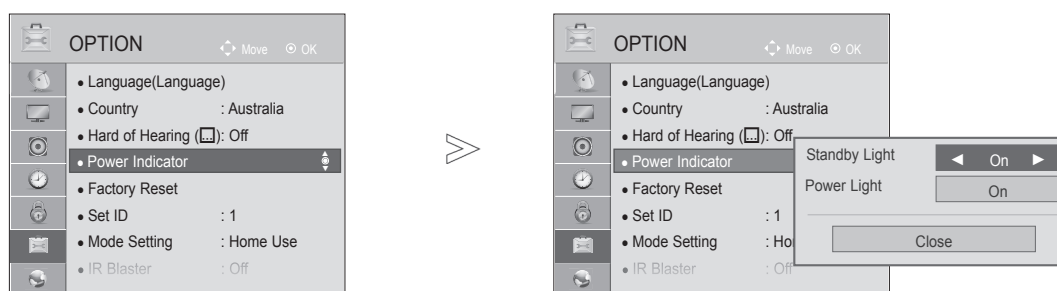 OPTION
Move OK
• Language(Language)
• Country : Australia
• Hard of Hearing (...): Off
• Power Indicator
• Factory Reset
• Set ID : 1
• Mode Setting : Home Use
• IR Blaster : Off
OPTION
Move OK
• Language(Language)
• Country : Australia
• Hard of Hearing (...): Off
• Power Indicator
• Factory Reset
• Set ID : 1
• Mode Setting : Ho
• IR Blaster : Off
Standby Light ◀ On ▶
Power Light On
Close